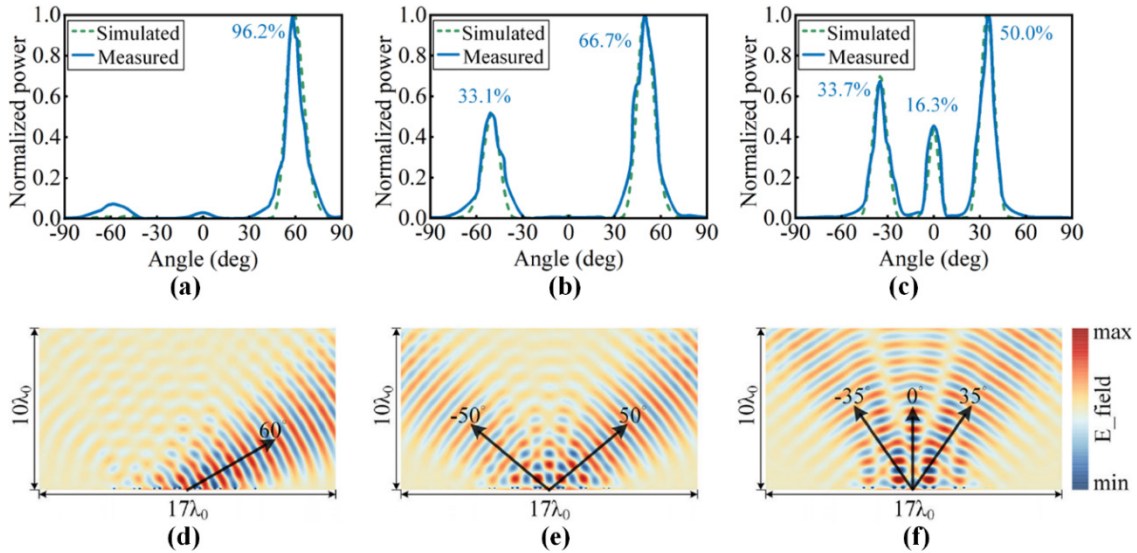 1.0
0.8
0.6
0.4
0.2
0.0
Normalized power
Simulated
Measured
96.2%
-90 -60 -30 0 30 60 90
Angle (deg)
(a)
1.0
0.8
0.6
0.4
0.2
0.0
Normalized power
Simulated
Measured
33.1%
66.7%
-90 -60 -30 0 30 60 90
Angle (deg)
(b)
1.0
0.8
0.6
0.4
0.2
0.0
Normalized power
Simulated
Measured
33.7%
16.3%
50.0%
-90 -60 -30 0 30 60 90
Angle (deg)
(c)
10λ₀
60°
17λ₀
(d)
10λ₀
-50°
50°
17λ₀
(e)
10λ₀
-35°
0°
35°
17λ₀
(f)
max
E_field
min